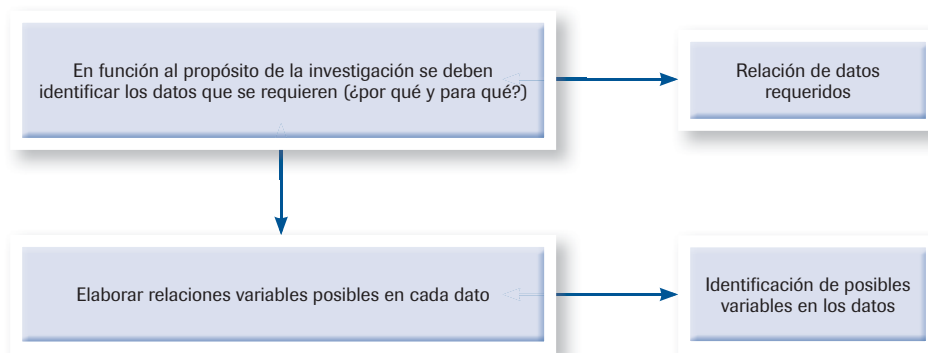 En función al propósito de la investigación se deben
identificar los datos que se requieren (¿por qué y para qué?)
Relación de datos
requeridos
Elaborar relaciones variables posibles en cada dato
Identificación de posibles
variables en los datos